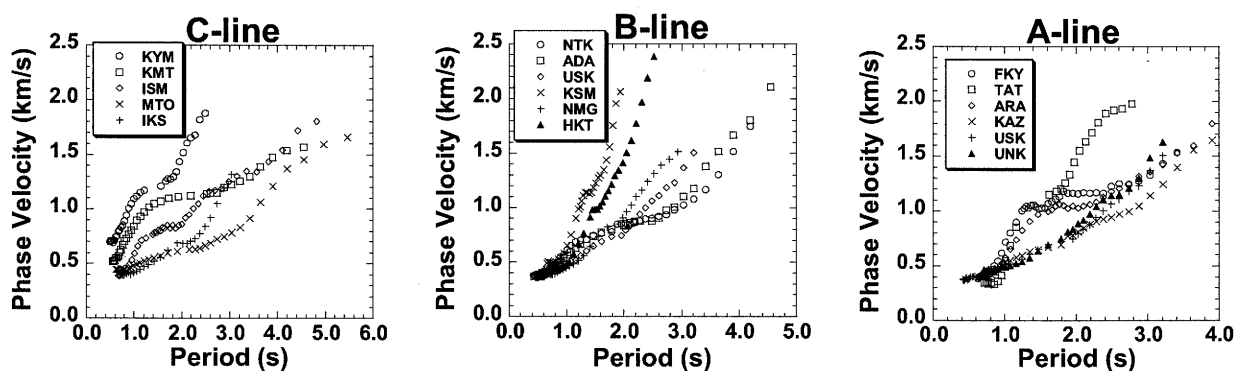 C-line
Phase Velocity (km/s)
2.5
2.0
1.5
1.0
0.5
0.0
KYM
KMT
ISM
MTO
IKS
0.0 1.0 2.0 3.0 4.0 5.0 6.0
Period (s)
B-line
Phase Velocity (km/s)
2.5
2.0
1.5
1.0
0.5
0.0
NTK
ADA
USK
KSM
NMG
HKT
0.0 1.0 2.0 3.0 4.0 5.0
Period (s)
A-line
Phase Velocity (km/s)
2.5
2.0
1.5
1.0
0.5
0.0
FKY
TAT
ARA
KAZ
USK
UNK
0.0 1.0 2.0 3.0 4.0
Period (s)